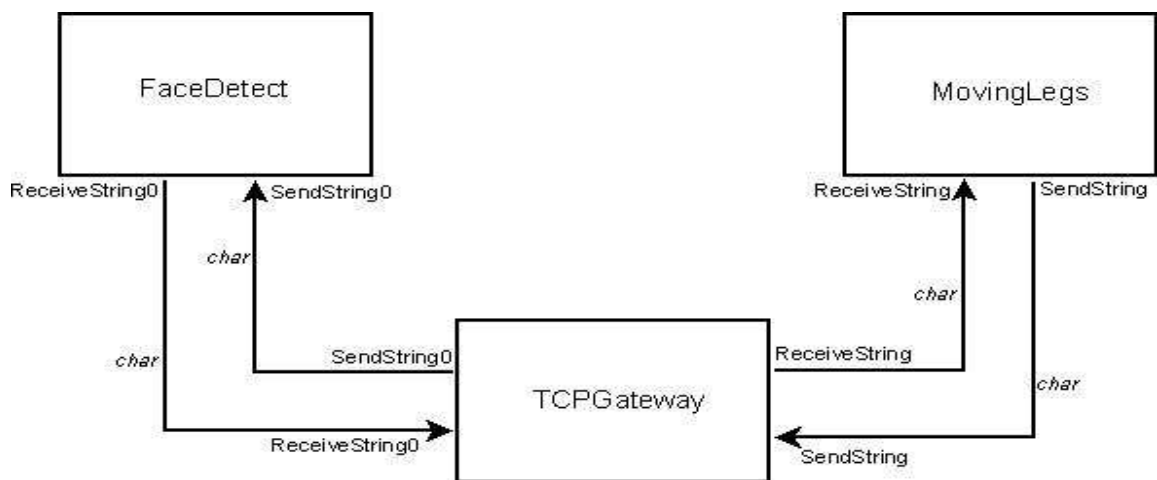 FaceDetect
MovingLegs
ReceiveString0
SendString0
ReceiveString
SendString
char
char
char
char
SendString0
ReceiveString
TCPGateway
ReceiveString0
SendString